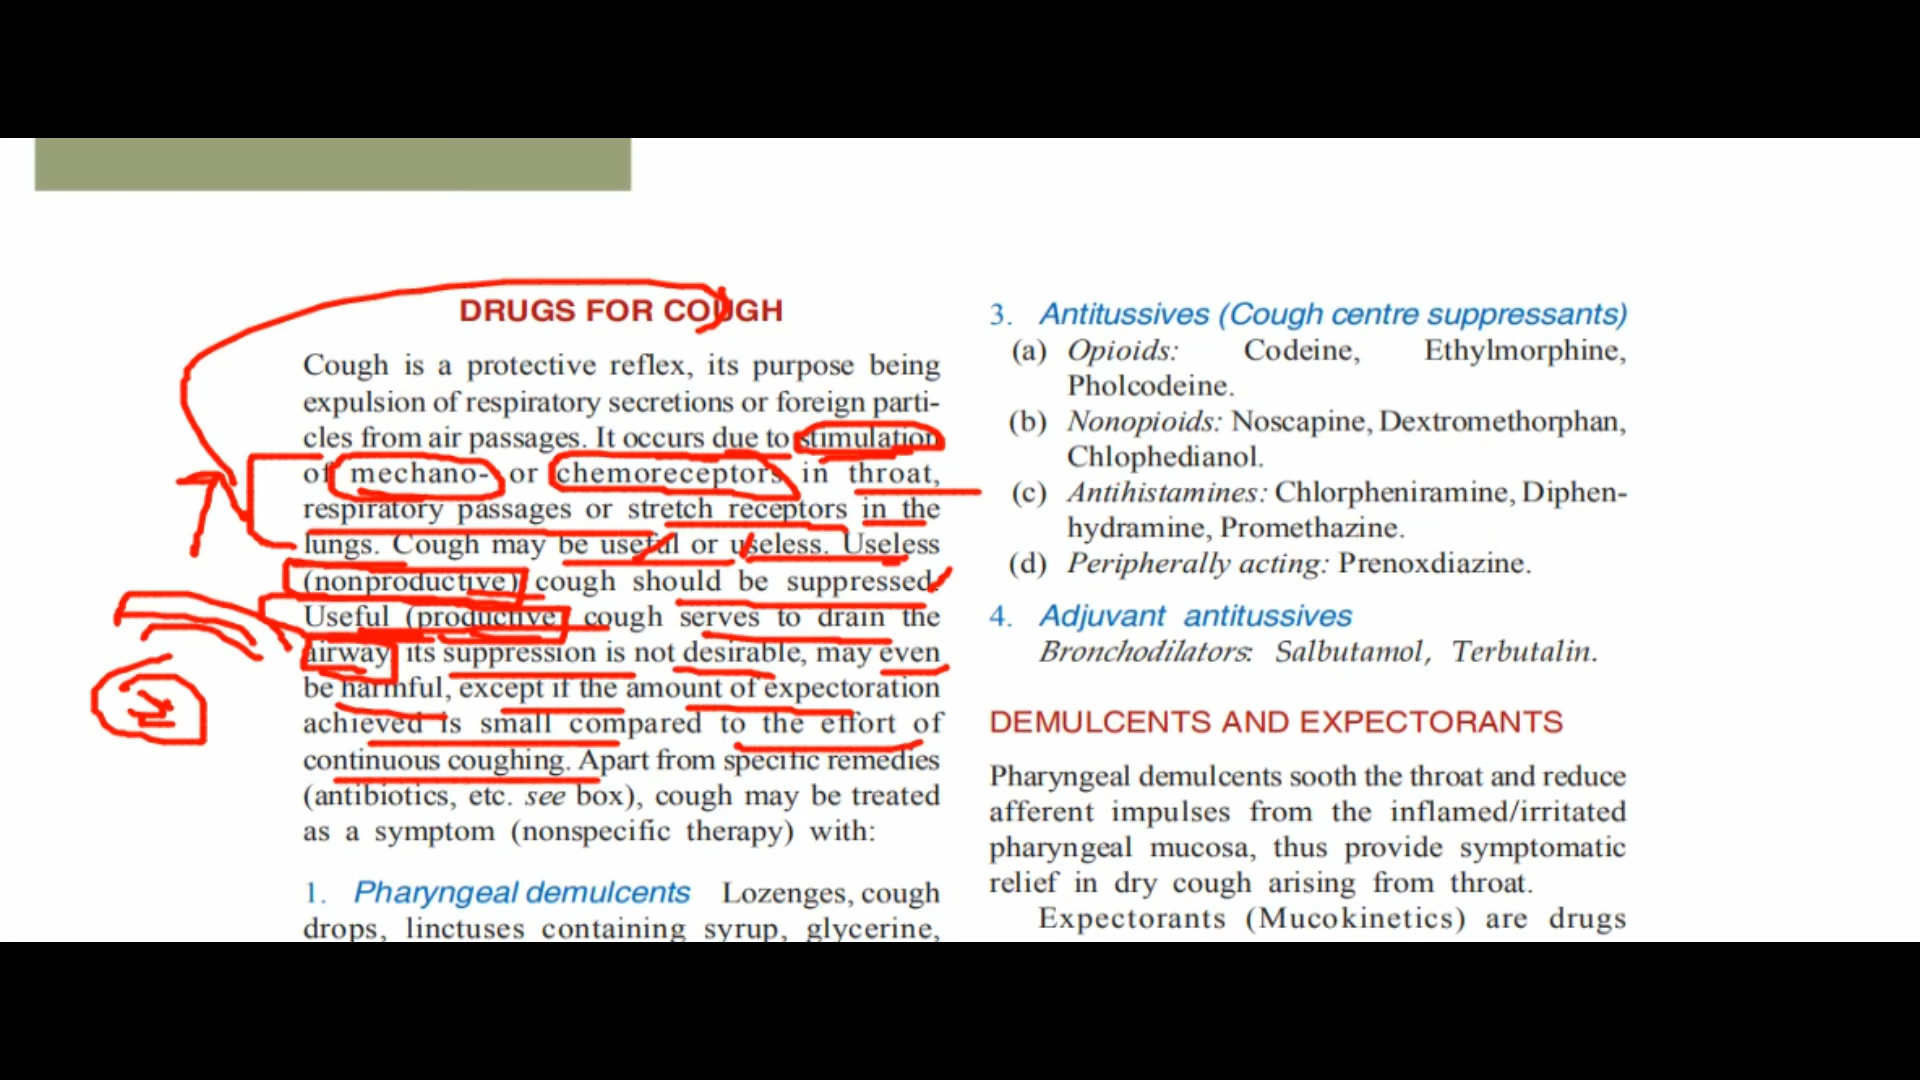 DRUGS FOR COUGH
Cough is a protective reflex, its purpose being
expulsion of respiratory secretions or foreign parti-
cles from air passages. It occurs due to stimulation
of mechano- or chemoreceptors in throat,
respiratory passages or stretch receptors in the
lungs. Cough may be useful or useless. Useless
(nonproductive) cough should be suppressed.
Useful (productive) cough serves to drain the
airway, its suppression is not desirable, may even
be harmful, except if the amount of expectoration
achieved is small compared to the effort of
continuous coughing. Apart from specific remedies
(antibiotics, etc. see box), cough may be treated
as a symptom (nonspecific therapy) with:
1. Pharyngeal demulcents Lozenges, cough
drops, linctuses containing syrup, glycerine,
3. Antitussives (Cough centre suppressants)
(a) Opioids: Codeine, Ethylmorphine,
Pholcodeine.
(b) Nonopioids: Noscapine, Dextromethorphan,
Chlophedianol.
(c) Antihistamines: Chlorpheniramine, Diphen-
hydramine, Promethazine.
(d) Peripherally acting: Prenoxdiazine.
4. Adjuvant antitussives
Bronchodilators: Salbutamol, Terbutalin.
DEMULCENTS AND EXPECTORANTS
Pharyngeal demulcents sooth the throat and reduce
afferent impulses from the inflamed/irritated
pharyngeal mucosa, thus provide symptomatic
relief in dry cough arising from throat.
Expectorants (Mucokinetics) are drugs